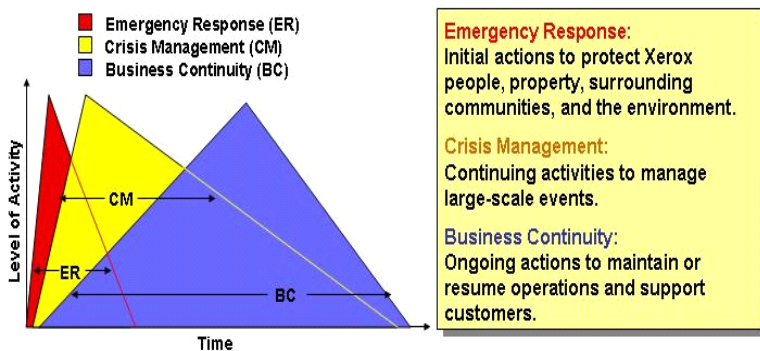 Emergency Response (ER)
Crisis Management (CM)
Business Continuity (BC)
Level of Activity
CM
ER
BC
Time
Emergency Response:
Initial actions to protect Xerox
people, property, surrounding
communities, and the environment.
Crisis Management:
Continuing activities to manage
large-scale events.
Business Continuity:
Ongoing actions to maintain or
resume operations and support
customers.